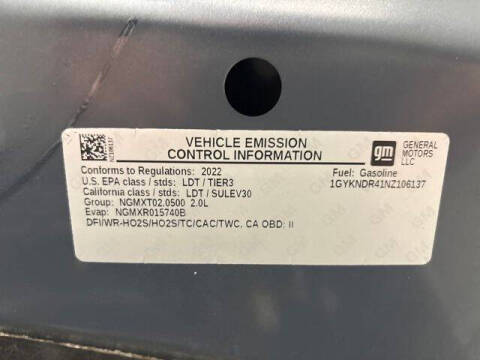 NZ106137
VEHICLE EMISSION
CONTROL INFORMATION
gm GENERAL
MOTORS
LLC
Conforms to Regulations: 2022
Fuel: Gasoline
U.S. EPA class / stds: LDT / TIER3
1GYKNDR41NZ106137
California class / stds: LDT / SULEV30
Group: NGMXT02.0500 2.0L
Evap: NGMXR015740B
DFI/WR-HO2S/HO2S/TC/CAC/TWC, CA OBD: II